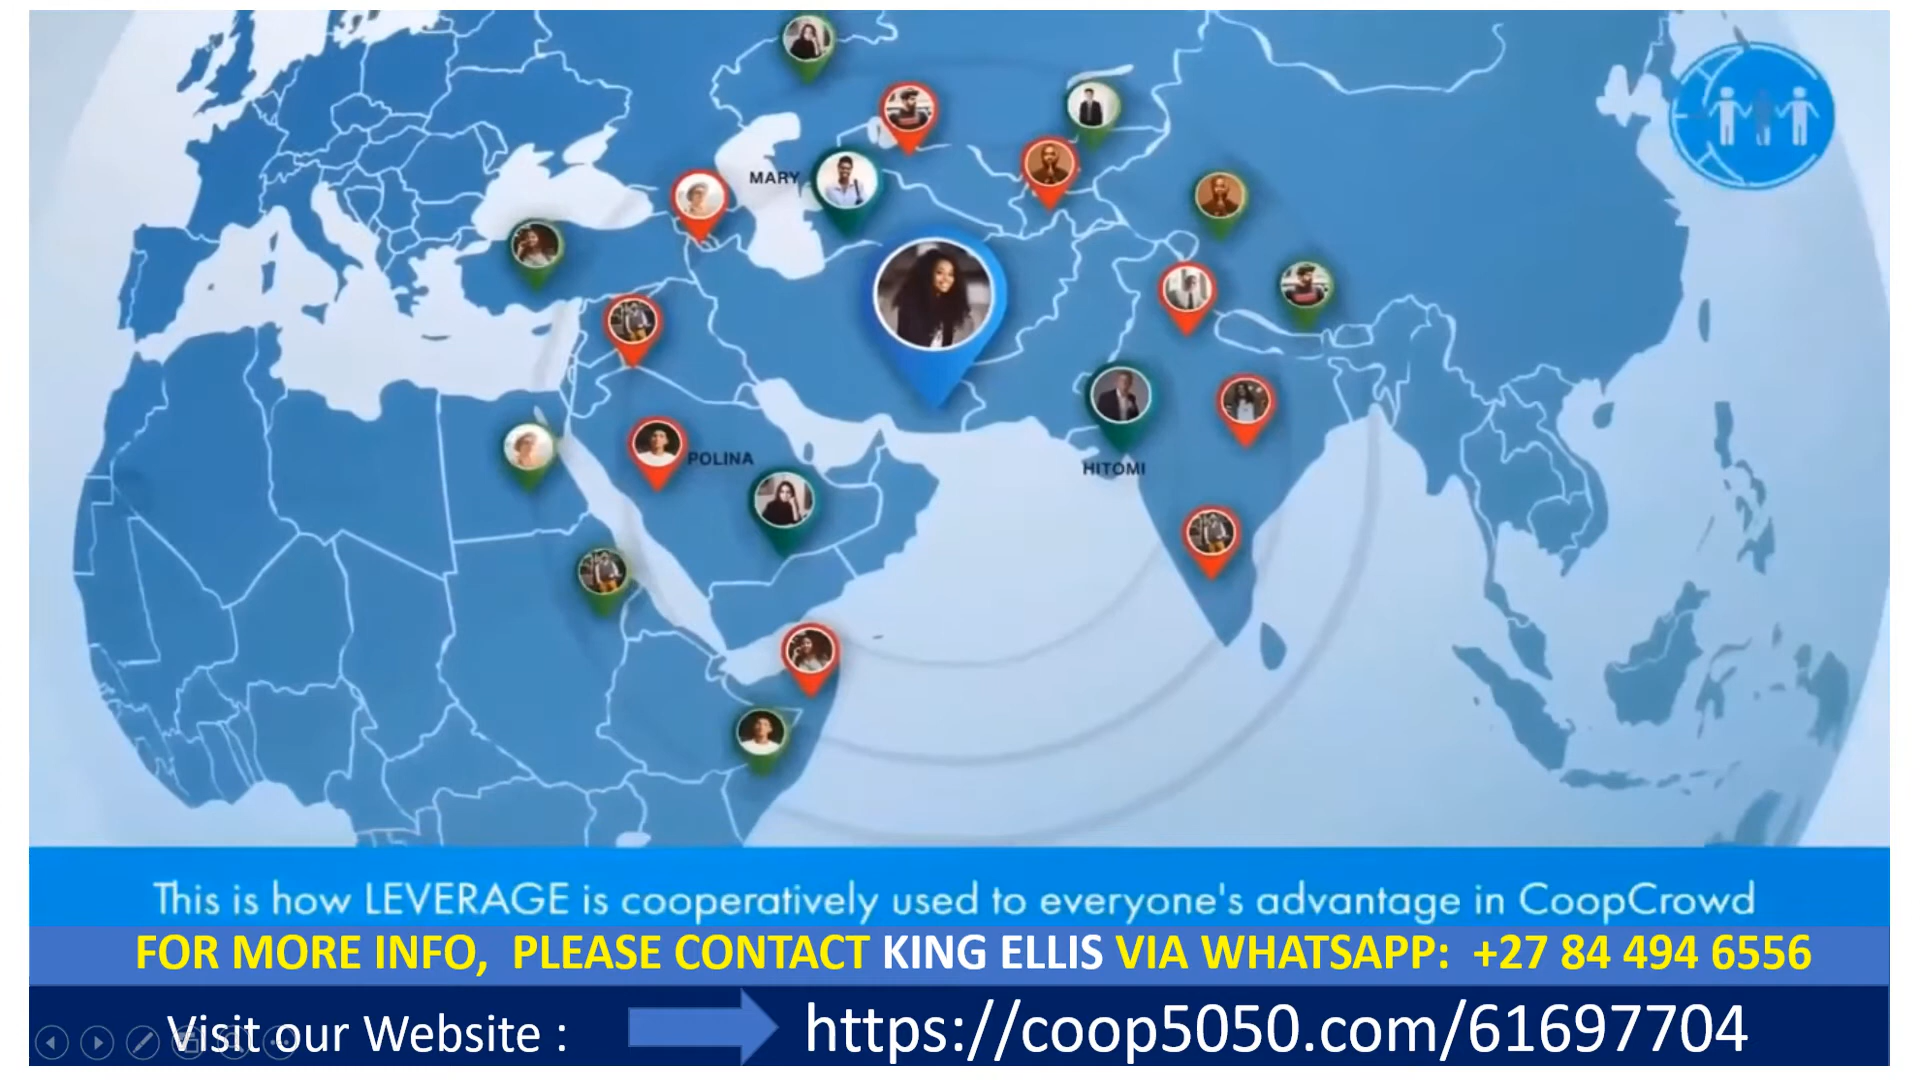 MARY
POLINA
HITOMI
This is how LEVERAGE is cooperatively used to everyone's advantage in CoopCrowd
FOR MORE INFO, PLEASE CONTACT KING ELLIS VIA WHATSAPP: +27 84 494 6556
Visit our Website : https://coop5050.com/61697704